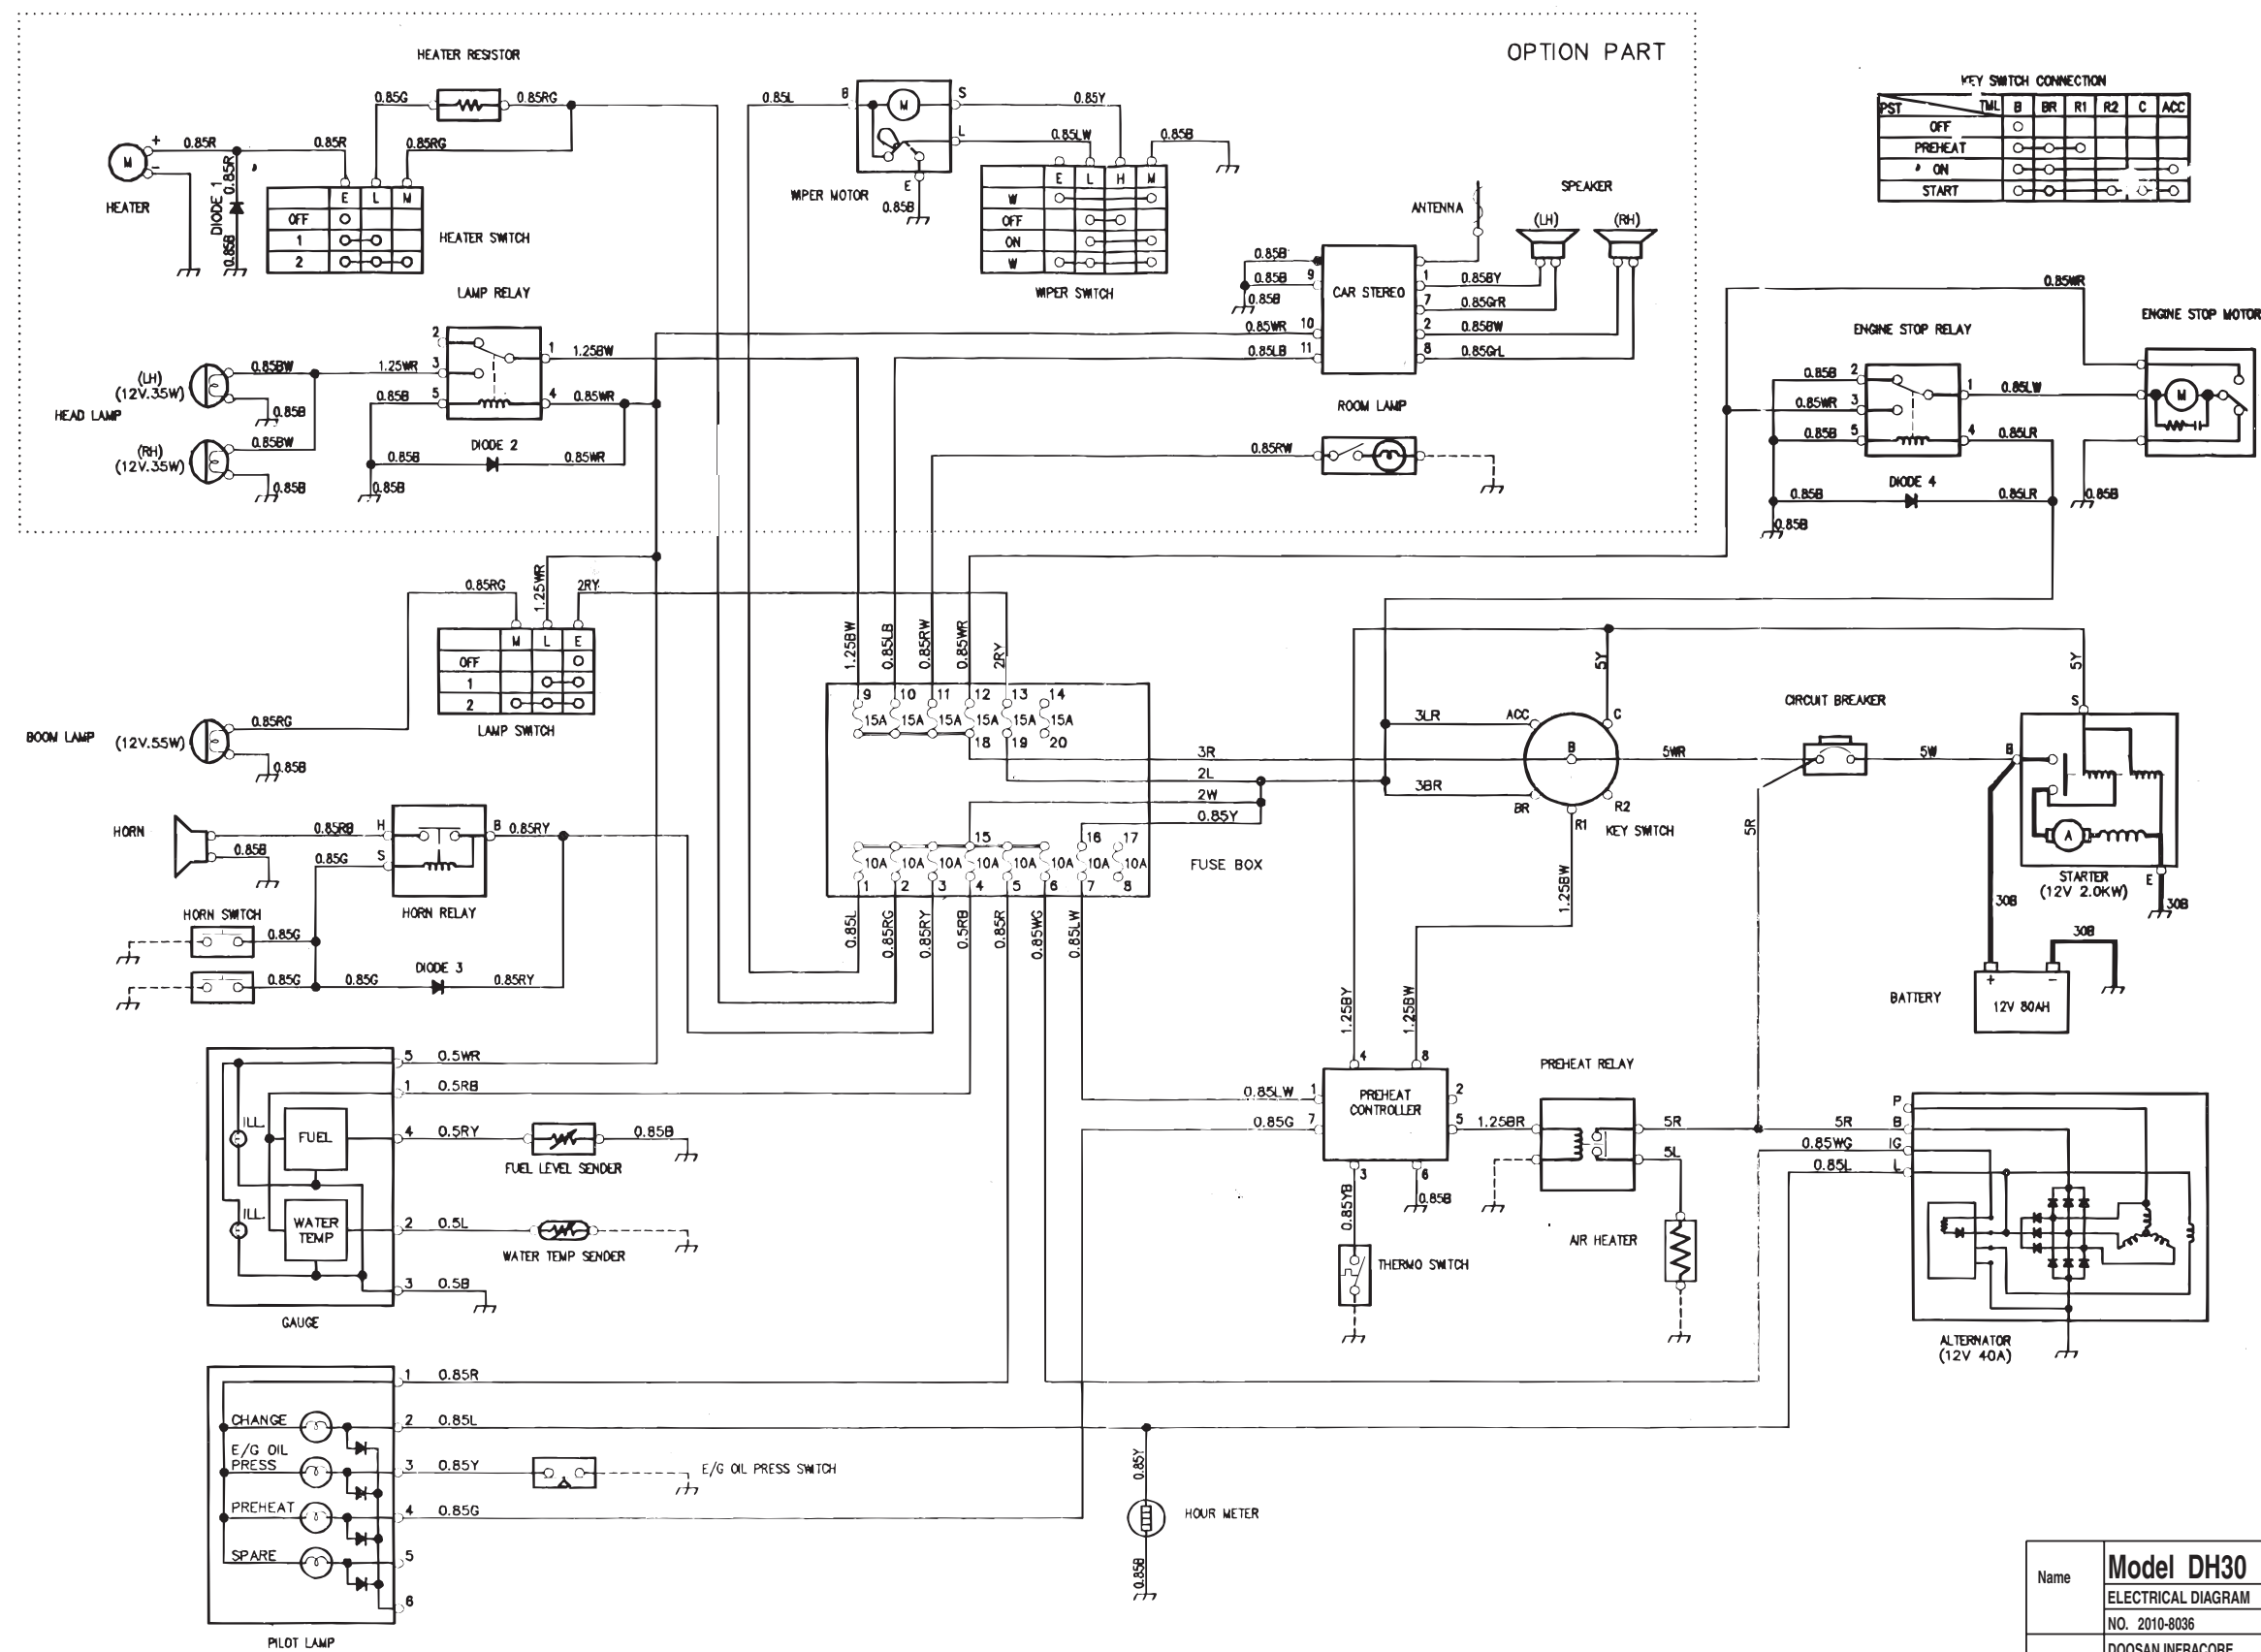 OPTION PART
HEATER RESISTOR
0.85G
0.85RG
0.85R
0.85R
0.85RG
+
-
M
HEATER
DIODE 1
0.85R
0.85B
E L M
OFF
1
2
HEATER SWITCH
0.85L
B
M
S
0.85Y
L
0.85LW
0.85B
E
0.85B
WIPER MOTOR
E L H M
W
OFF
ON
W
WIPER SWITCH
ANTENNA
SPEAKER
(LH)
(RH)
0.85B
0.85B 9
0.85B
CAR STEREO
1 0.85BY
7 0.85GrR
0.85WR 10
2 0.85BW
0.85LB 11
8 0.85GrL
KEY SWITCH CONNECTION
PST TML B BR R1 R2 C ACC
OFF
PREHEAT
ON
START
LAMP RELAY
2
3
5
1
4
1.25BW
1.25WR
0.85B
0.85WR
DIODE 2
0.85B
0.85WR
0.85B
(LH)
(12V.35W)
0.85BW
0.85B
HEAD LAMP
(RH)
(12V.35W)
0.85BW
0.85B
ROOM LAMP
0.85RW
0.85WR
ENGINE STOP RELAY
ENGINE STOP MOTOR
0.85B 2
0.85WR 3
0.85B 5
1 0.85LW
4 0.85LR
M
DIODE 4
0.85B
0.85LR
0.85B
0.85B
0.85RG
1.25WR
2RY
M L E
OFF
1
2
LAMP SWITCH
BOOM LAMP
(12V.55W)
0.85RG
0.85B
1.25BW
0.85LB
0.85RW
0.85WR
2RY
9 10 11 12 13 14
15A 15A 15A 15A 15A 15A
18 19 20
15 16 17
10A 10A 10A 10A 10A 10A 10A 10A
1 2 3 4 5 6 7 8
FUSE BOX
0.85L
0.85RG
0.85RY
0.5RB
0.85R
0.85WG
0.85LW
3R
2L
2W
0.85Y
3LR
3BR
ACC
C
B
BR
R1
R2
KEY SWITCH
5Y
5WR
CIRCUIT BREAKER
5W
5Y
S
B
A
E
STARTER
(12V 2.0KW)
30B
30B
30B
BATTERY
+ -
12V 80AH
5R
1.25BW
HORN
0.85RB
0.85B
H
S
B
0.85RY
0.85G
HORN RELAY
HORN SWITCH
0.85G
0.85G
0.85G
DIODE 3
0.85RY
1.25BY
1.25BW
4 8
PREHEAT
CONTROLLER
0.85LW 1
0.85G 7
2
5
3 6
1.25BR
0.85YB
0.85B
THERMO SWITCH
PREHEAT RELAY
5R
5L
AIR HEATER
P
5R B
0.85WG IG
0.85L L
ALTERNATOR
(12V 40A)
ILL.
ILL.
FUEL
WATER
TEMP
5 0.5WR
1 0.5RB
4 0.5RY
0.85B
FUEL LEVEL SENDER
2 0.5L
WATER TEMP SENDER
3 0.5B
GAUGE
1 0.85R
CHANGE
2 0.85L
E/G OIL
PRESS
3 0.85Y
E/G OIL PRESS SWITCH
PREHEAT
4 0.85G
SPARE
5
6
PILOT LAMP
0.85Y
HOUR METER
0.85B
Name
Model DH30
ELECTRICAL DIAGRAM
NO. 2010-8036
DOOSAN INFRACORE